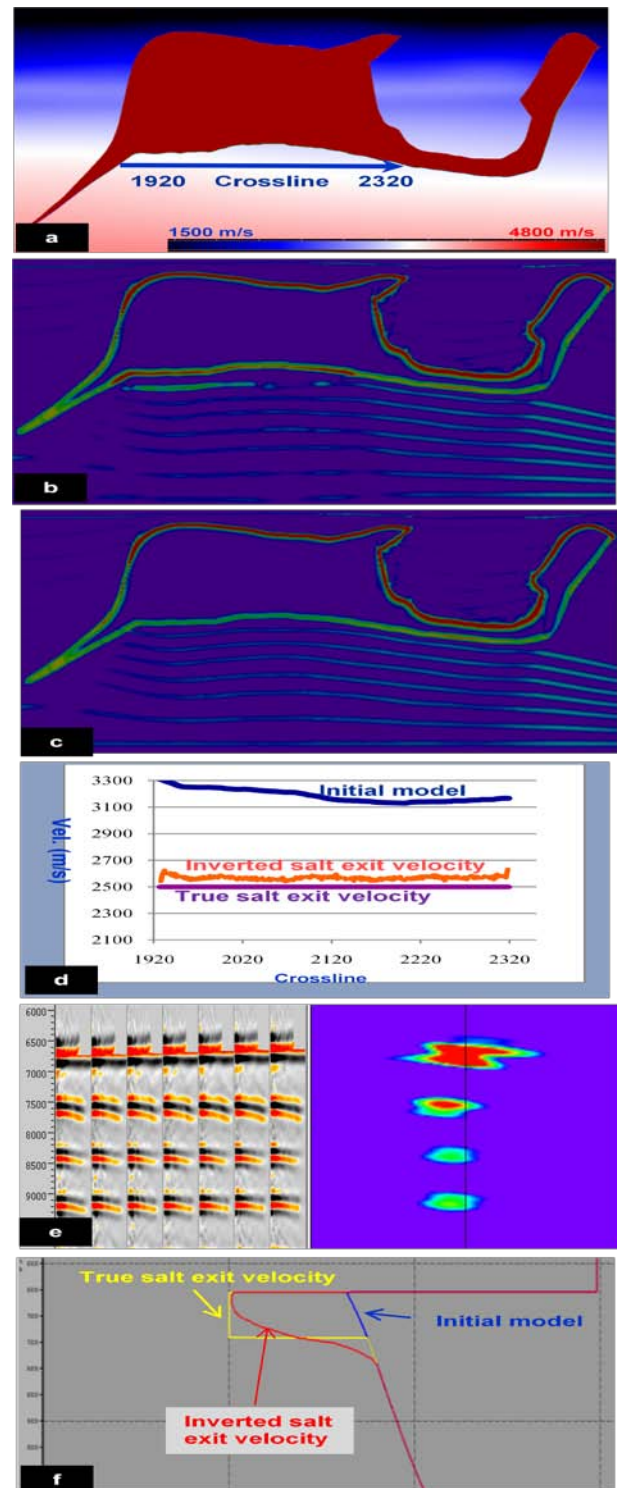 1920 Crossline 2320
1500 m/s 4800 m/s
a
b
c
3300
3100
2900
2700
2500
2300
2100
Vel. (m/s)
Initial model
Inverted salt exit velocity
True salt exit velocity
1920 2020 2120 2220 2320
Crossline
d
6000
6500
7000
7500
8000
8500
9000
e
True salt exit velocity
Initial model
Inverted salt
exit velocity
f